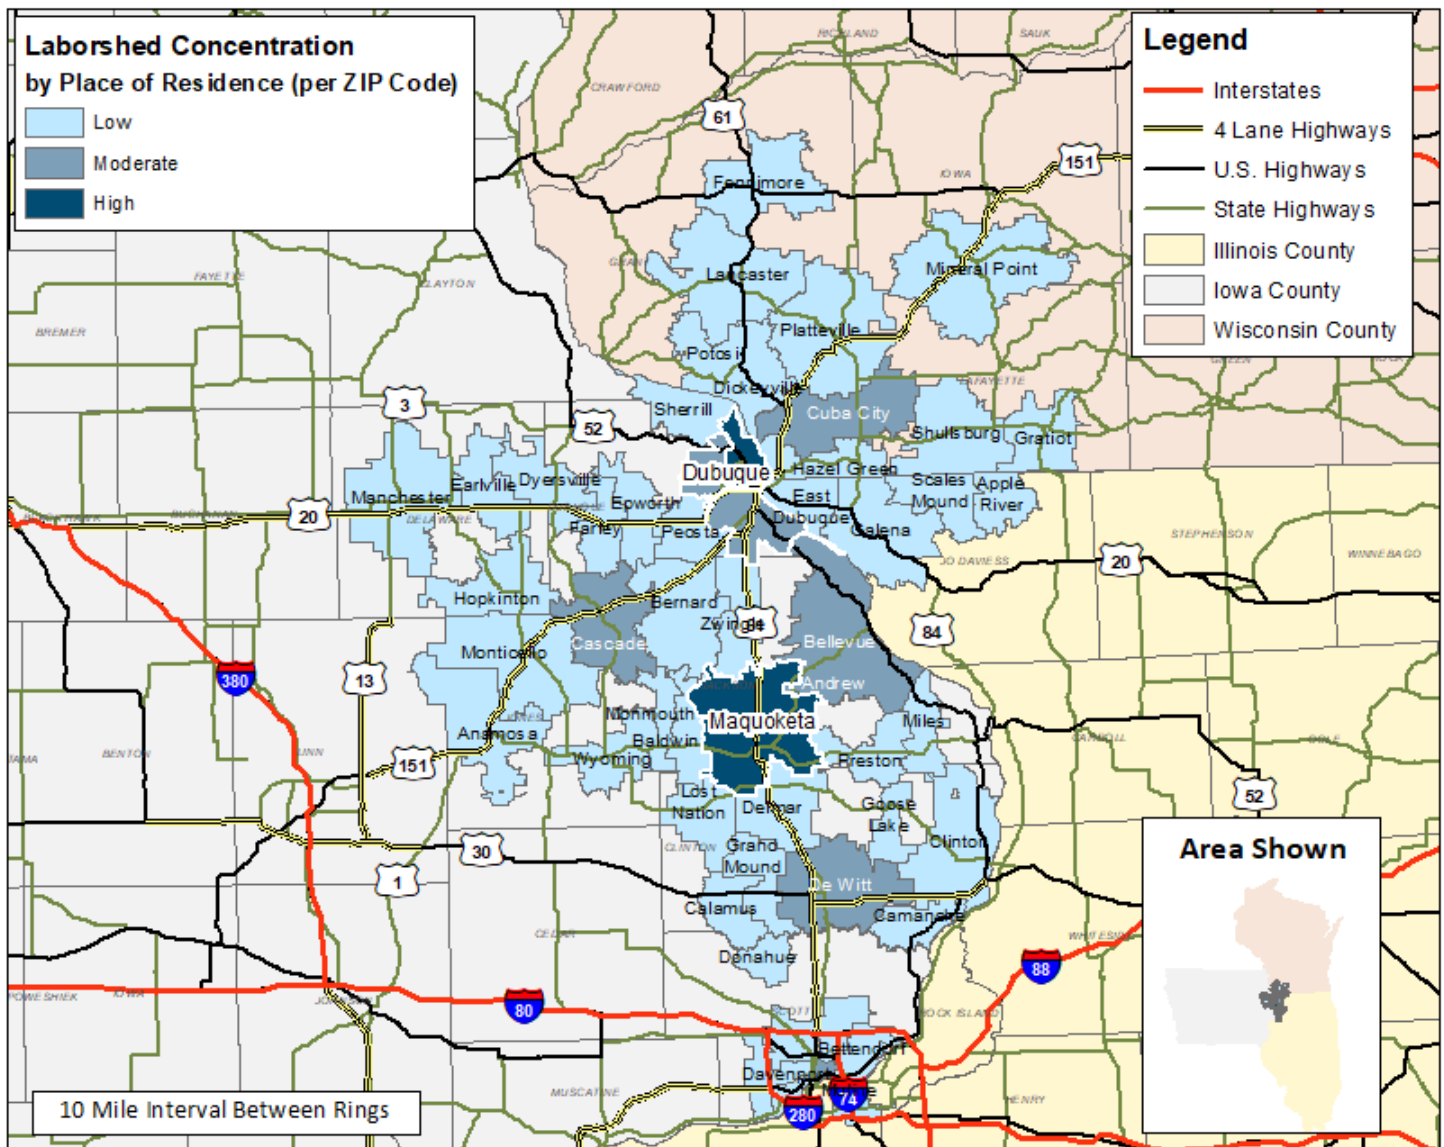 Laborshed Concentration
by Place of Residence (per ZIP Code)
Low
Moderate
High
Legend
Interstates
4 Lane Highways
U.S. Highways
State Highways
Illinois County
Iowa County
Wisconsin County
RICHLAND
SAUK
CRAWFORD
61
151
IOWA
Fennimore
FAYETTE
CLAYTON
Lancaster
Mineral Point
BREMER
Platteville
Potosi
GREEN
Dickeyville
LAFAYETTE
3
Sherrill
Cuba City
52
Shullsburg
Gratiot
Dubuque
Hazel Green
Manchester
Earlville
Dyersville
Epworth
East
Dubuque
Scales
Mound
Apple
River
20
BUCHANAN
DELAWARE
Farley
Peosta
Galena
STEPHENSON
JO DAVIESS
20
WINNEBAGO
Hopkinton
Bernard
Zwingle
84
Cascade
Bellevue
Monticello
380
13
Andrew
JONES
Monmouth
Maquoketa
Miles
Anamosa
Baldwin
CARROLL
OGLE
TAMA
BENTON
LINN
151
Wyoming
Preston
52
Lost
Nation
Delmar
Goose
Lake
30
CLINTON
Grand
Mound
Clinton
Area Shown
1
De Witt
Calamus
Camanche
CEDAR
WHITESIDE
Donahue
88
POWESHIEK
IOWA
JOHNSON
80
SCOTT
ROCK ISLAND
Bettendorf
Davenport
Moline
MUSCATINE
74
HENRY
280
10 Mile Interval Between Rings